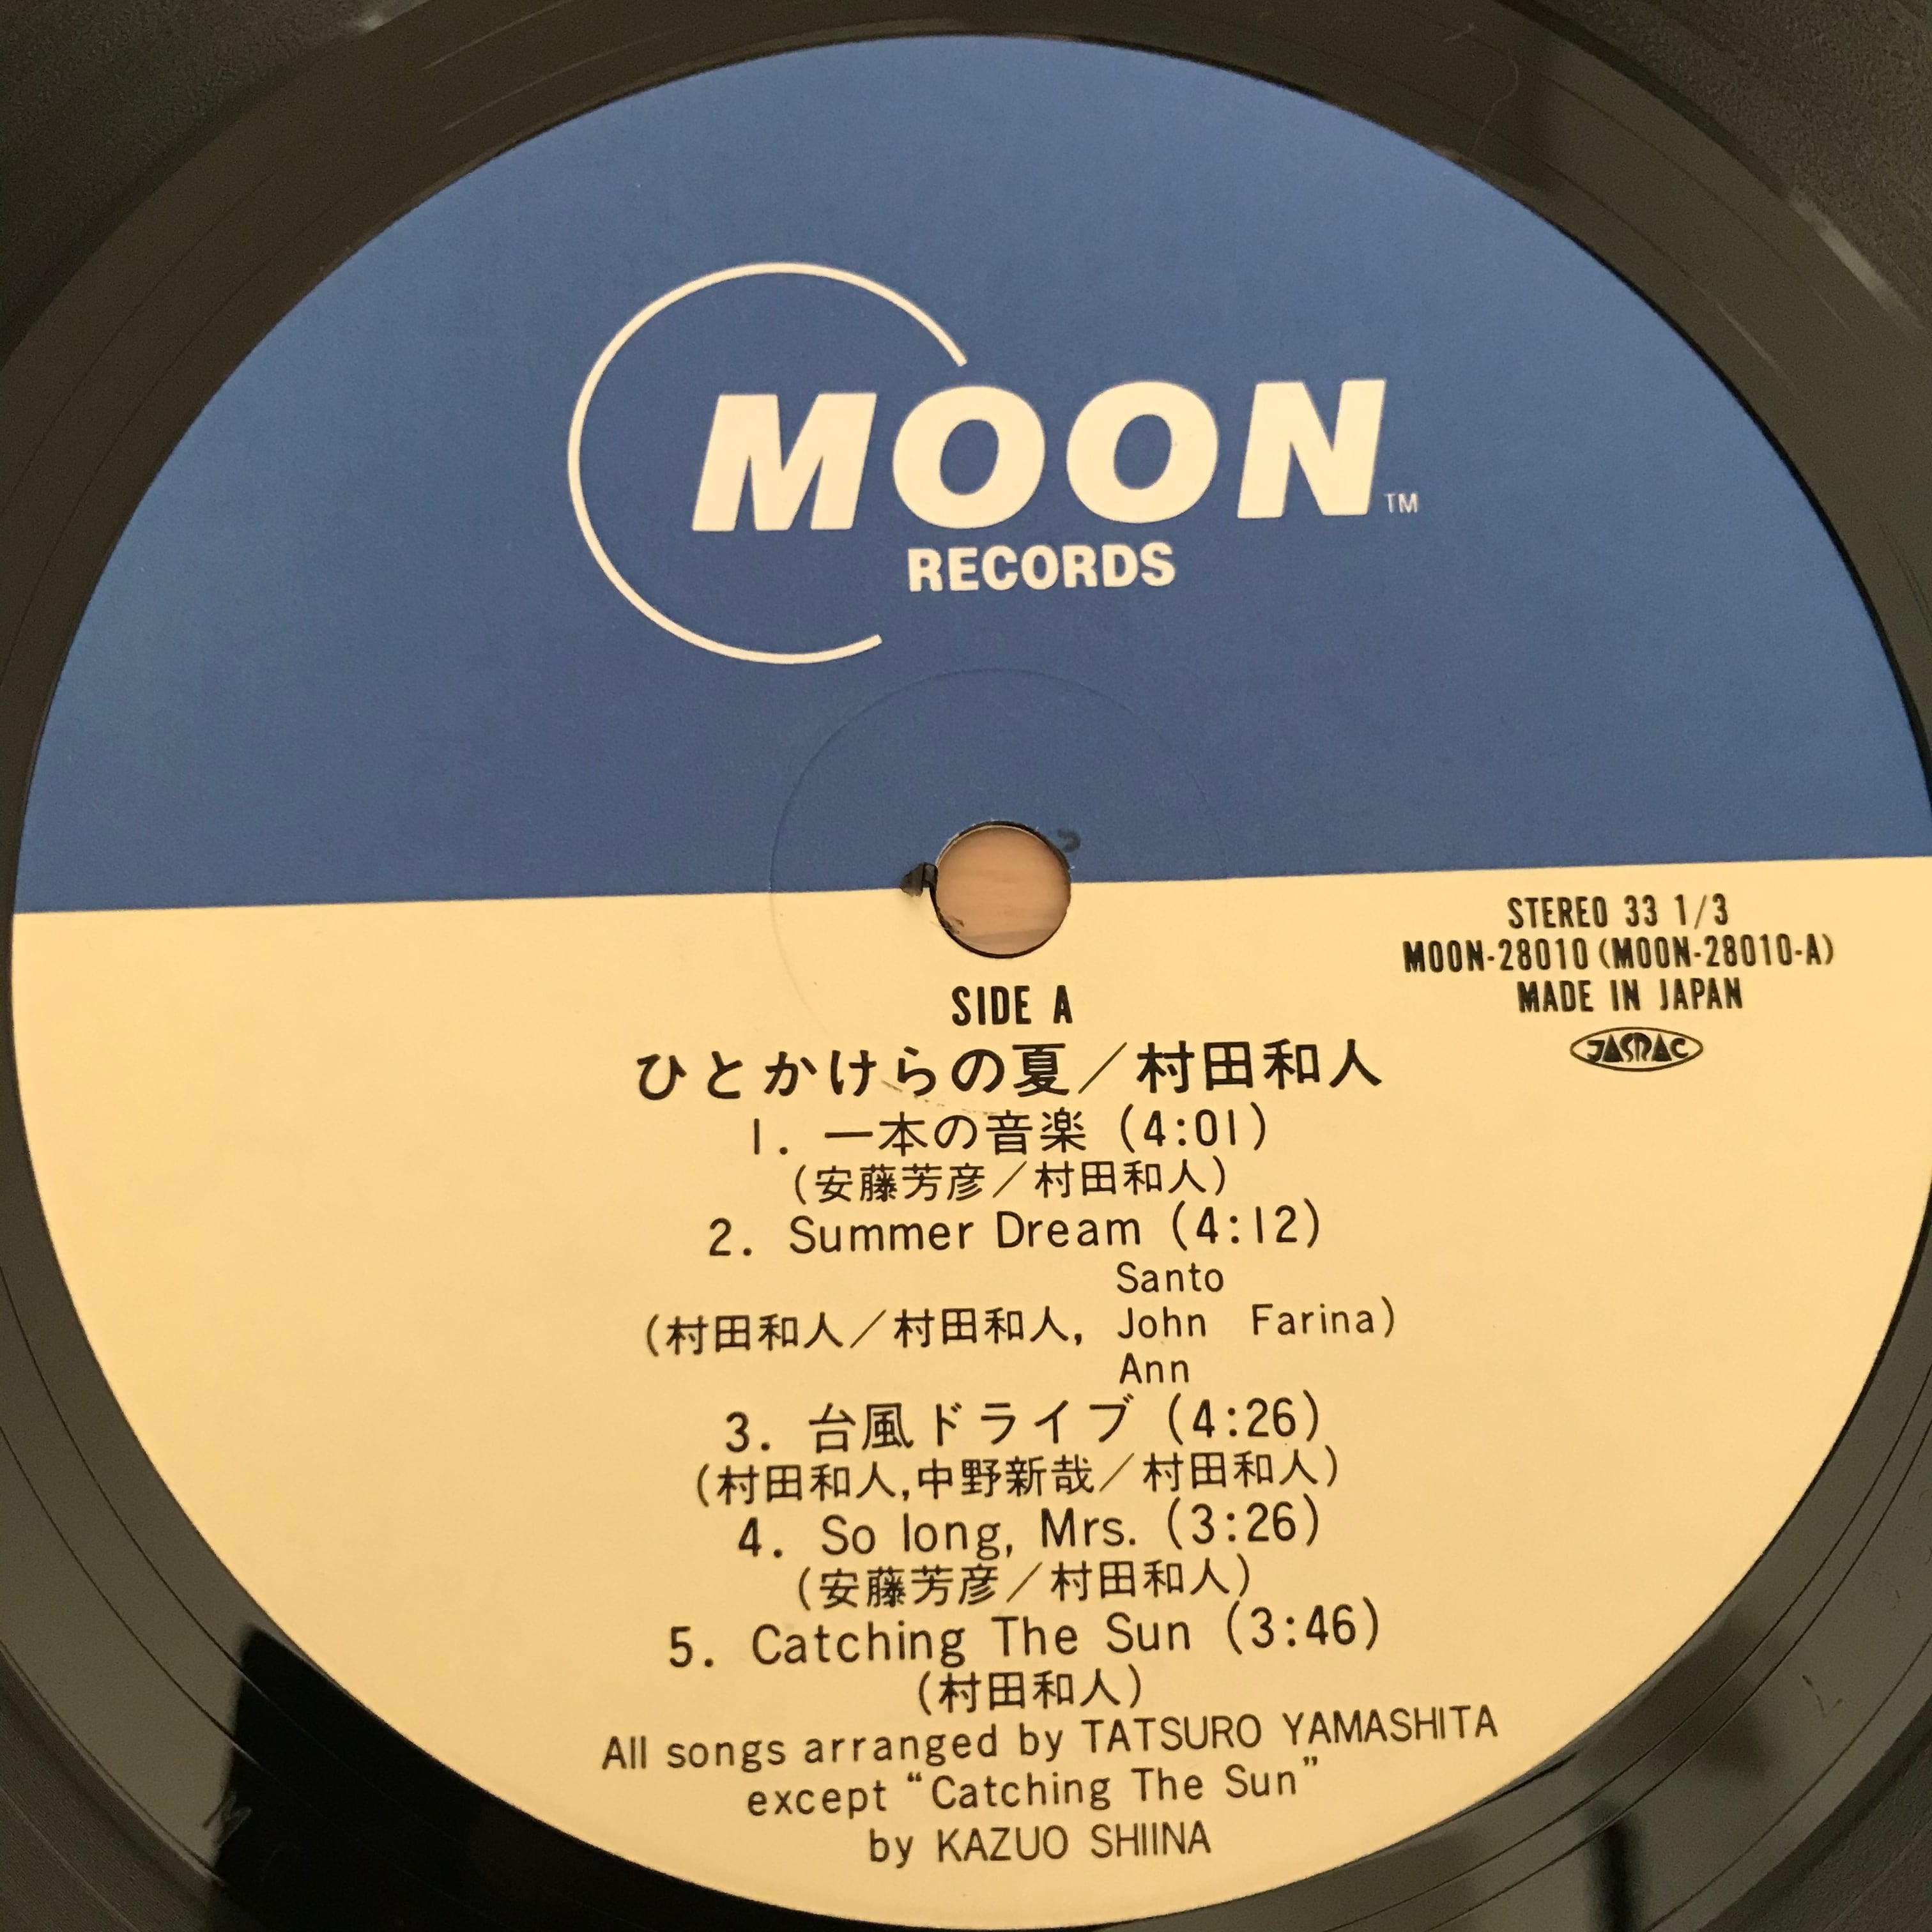 MOON TM
RECORDS
STEREO 33 1/3
MOON-28010 (MOON-28010-A)
MADE IN JAPAN
JASRAC
SIDE A
ひとかけらの夏／村田和人
1. 一本の音楽 (4:01)
(安藤芳彦／村田和人)
2. Summer Dream (4:12)
Santo
(村田和人／村田和人, John Farina)
Ann
3. 台風ドライブ (4:26)
(村田和人,中野新哉／村田和人)
4. So long, Mrs. (3:26)
(安藤芳彦／村田和人)
5. Catching The Sun (3:46)
(村田和人)
All songs arranged by TATSURO YAMASHITA
except “Catching The Sun”
by KAZUO SHIINA